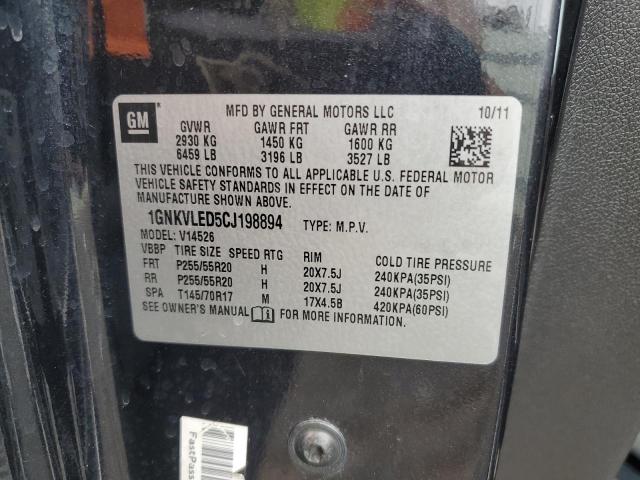 GM
MFD BY GENERAL MOTORS LLC 10/11
GVWR GAWR FRT GAWR RR
2930 KG 1450 KG 1600 KG
6459 LB 3196 LB 3527 LB
THIS VEHICLE CONFORMS TO ALL APPLICABLE U.S. FEDERAL MOTOR
VEHICLE SAFETY STANDARDS IN EFFECT ON THE DATE OF
MANUFACTURE SHOWN ABOVE.
1GNKVLED5CJ198894 TYPE: M.P.V.
MODEL: V14526
VBBP TIRE SIZE SPEED RTG RIM COLD TIRE PRESSURE
FRT P255/55R20 H 20X7.5J 240KPA(35PSI)
RR P255/55R20 H 20X7.5J 240KPA(35PSI)
SPA T145/70R17 M 17X4.5B 420KPA(60PSI)
SEE OWNER'S MANUAL FOR MORE INFORMATION.
FastPass